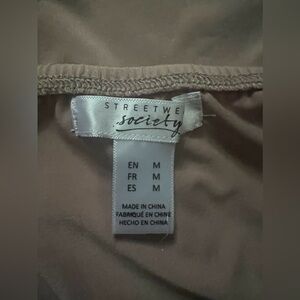 STREETWE
society
EN M
FR M
ES M
MADE IN CHINA
FABRIQUÉ EN CHINE
HECHO EN CHINA